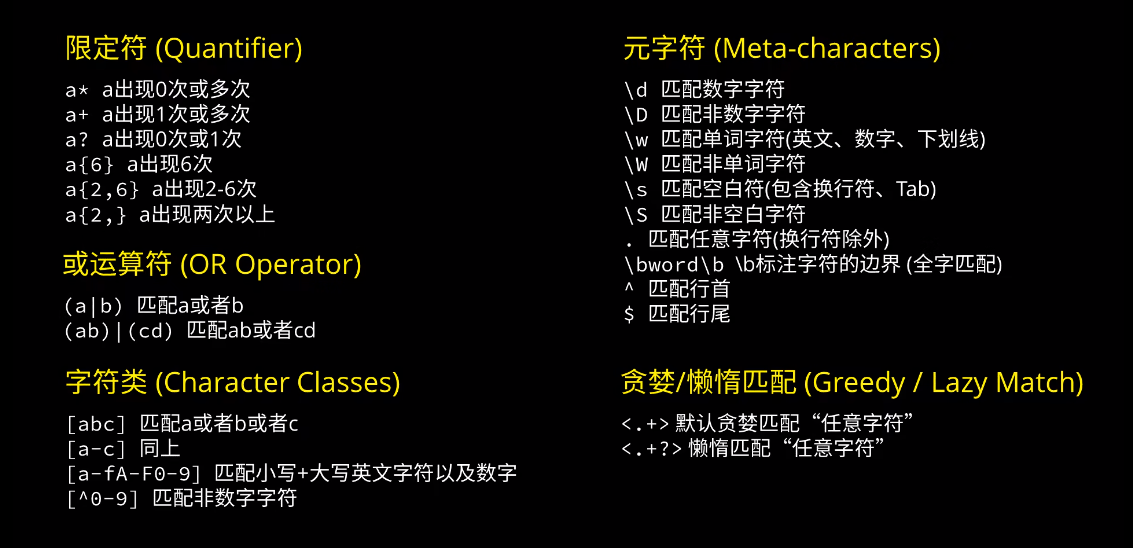 限定符 (Quantifier)
a* a出现0次或多次
a+ a出现1次或多次
a? a出现0次或1次
a{6} a出现6次
a{2,6} a出现2-6次
a{2,} a出现两次以上
或运算符 (OR Operator)
(a|b) 匹配a或者b
(ab)|(cd) 匹配ab或者cd
字符类 (Character Classes)
[abc] 匹配a或者b或者c
[a-c] 同上
[a-fA-F0-9] 匹配小写+大写英文字符以及数字
[^0-9] 匹配非数字字符
元字符 (Meta-characters)
\d 匹配数字字符
\D 匹配非数字字符
\w 匹配单词字符(英文、数字、下划线)
\W 匹配非单词字符
\s 匹配空白符(包含换行符、Tab)
\S 匹配非空白字符
. 匹配任意字符(换行符除外)
\bword\b \b标注字符的边界 (全字匹配)
^ 匹配行首
$ 匹配行尾
贪婪/懒惰匹配 (Greedy / Lazy Match)
<.+> 默认贪婪匹配“任意字符”
<.+?> 懒惰匹配“任意字符”